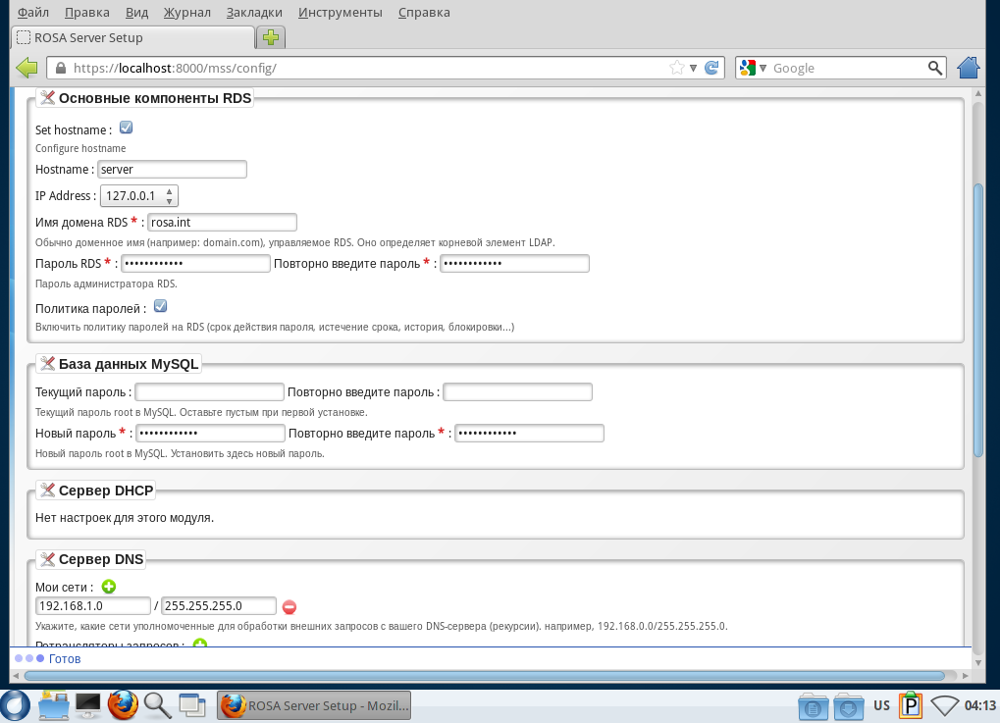 Файл Правка Вид Журнал Закладки Инструменты Справка
ROSA Server Setup
https://localhost:8000/mss/config/ Google
Основные компоненты RDS
Set hostname :
Configure hostname
Hostname : server
IP Address : 127.0.0.1
Имя домена RDS * : rosa.int
Обычно доменное имя (например: domain.com), управляемое RDS. Оно определяет корневой элемент LDAP.
Пароль RDS * : •••••••••••• Повторно введите пароль * : ••••••••••••
Пароль администратора RDS.
Политика паролей :
Включить политику паролей на RDS (срок действия пароля, истечение срока, история, блокировки...)
База данных MySQL
Текущий пароль : Повторно введите пароль :
Текущий пароль root в MySQL. Оставьте пустым при первой установке.
Новый пароль * : •••••••••••• Повторно введите пароль * : ••••••••••••
Новый пароль root в MySQL. Установить здесь новый пароль.
Сервер DHCP
Нет настроек для этого модуля.
Сервер DNS
Мои сети :
192.168.1.0 / 255.255.255.0
Укажите, какие сети уполномоченные для обработки внешних запросов с вашего DNS-сервера (рекурсии). например, 192.168.0.0/255.255.255.0.
Ретрансляторы запросов :
Готов
ROSA Server Setup - Mozil... US P 04:13